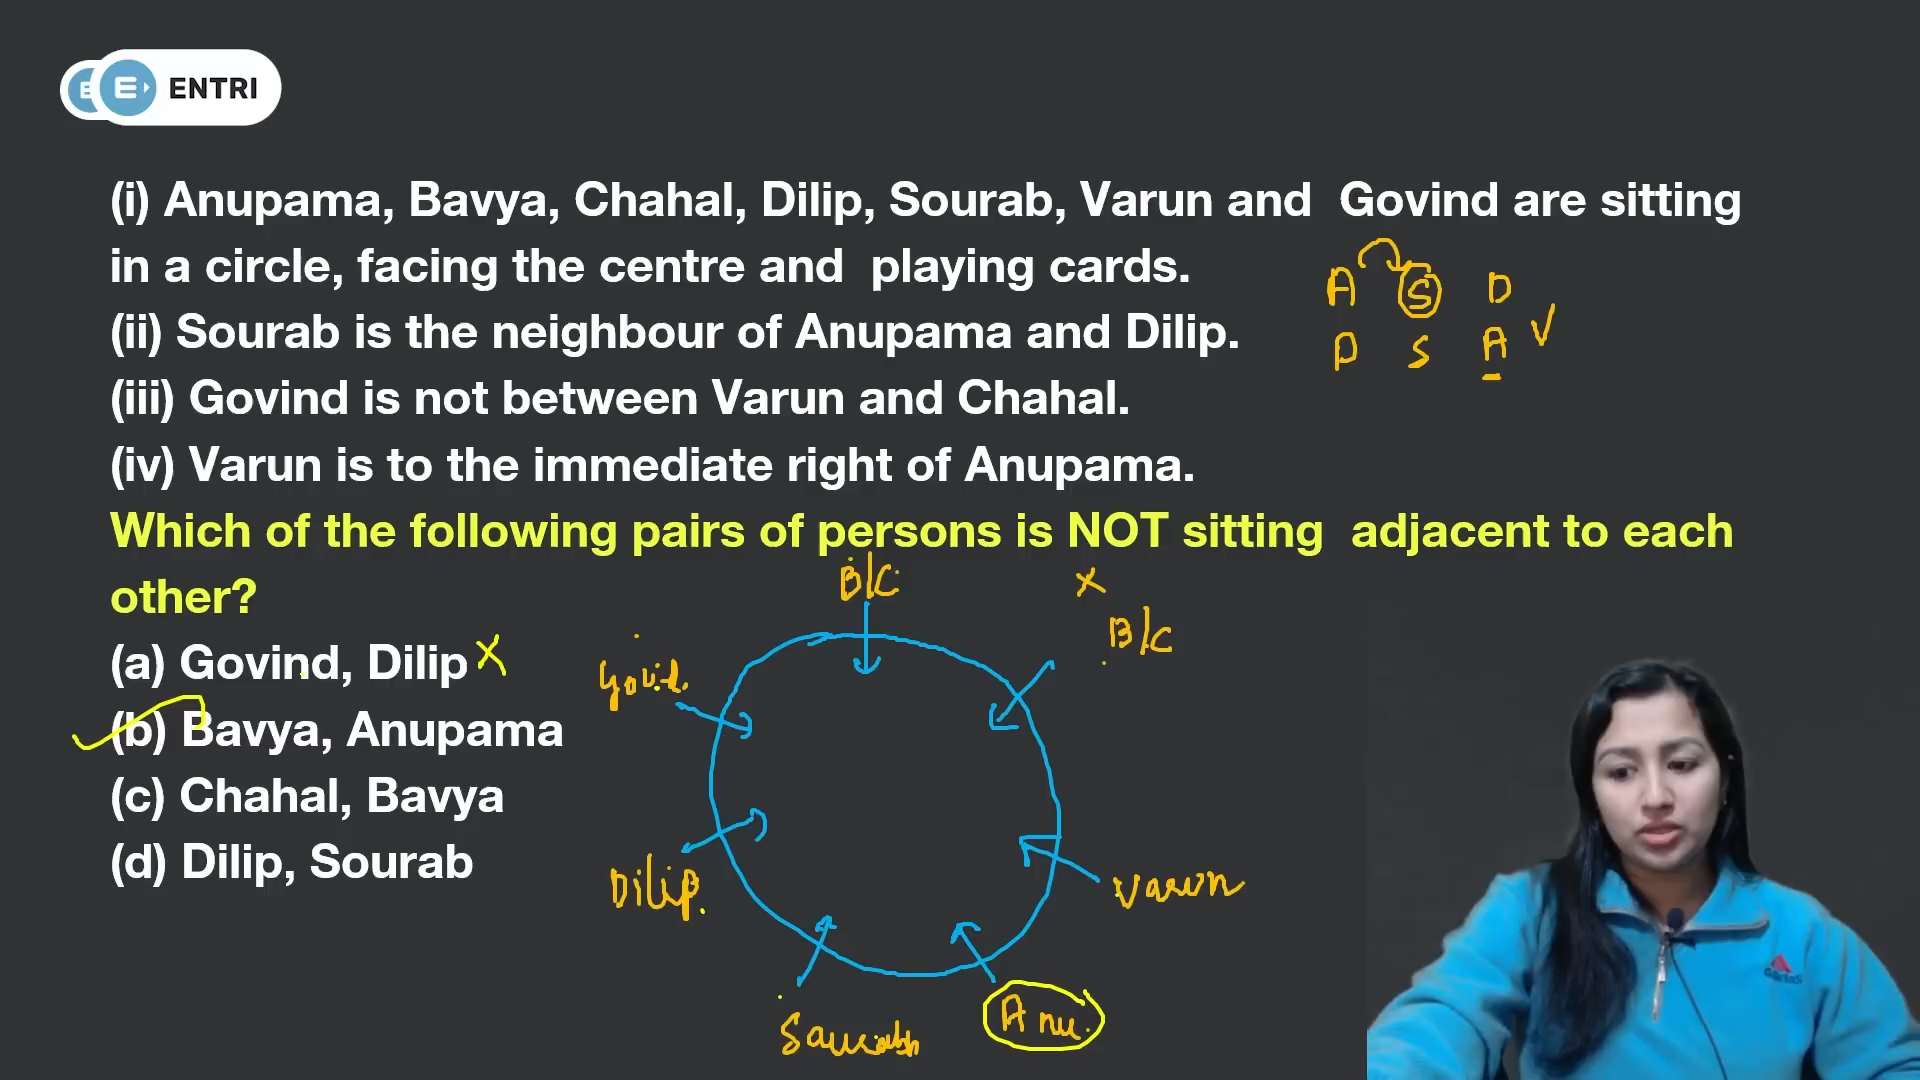 E E ENTRI
(i) Anupama, Bavya, Chahal, Dilip, Sourab, Varun and Govind are sitting
in a circle, facing the centre and playing cards.
(ii) Sourab is the neighbour of Anupama and Dilip.
(iii) Govind is not between Varun and Chahal.
(iv) Varun is to the immediate right of Anupama.
A S D
D S A V
Which of the following pairs of persons is NOT sitting adjacent to each
other?
(a) Govind, Dilip X
(b) Bavya, Anupama
(c) Chahal, Bavya
(d) Dilip, Sourab
B/C
x
B/C
Varun
Anu.
Dilip.
adidas